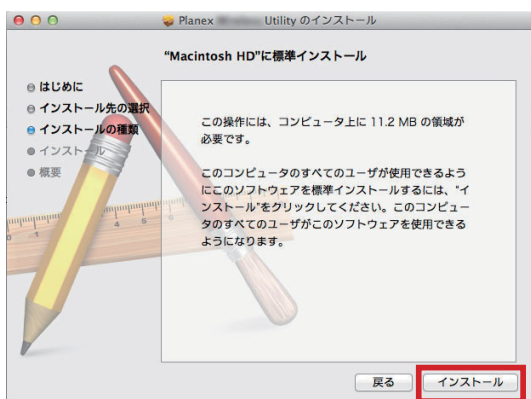 Planex Utility のインストール
“Macintosh HD”に標準インストール
はじめに
インストール先の選択
インストールの種類
インストール
概要
この操作には、コンピュータ上に 11.2 MB の領域が
必要です。
このコンピュータのすべてのユーザが使用できるよう
にこのソフトウェアを標準インストールするには、“イ
ンストール”をクリックしてください。このコンピュー
タのすべてのユーザがこのソフトウェアを使用できる
ようになります。
0 1 4 5 6
戻る インストール